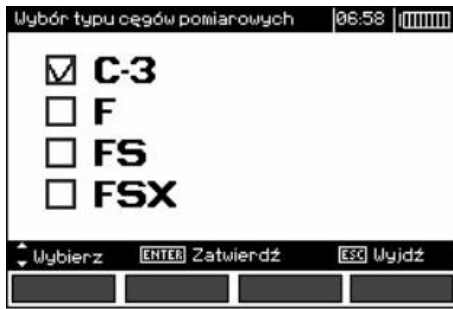 Wybór typu cęgów pomiarowych 06:58
C-3
F
FS
FSX
Wybierz ENTER Zatwierdź ESC Wyjdź